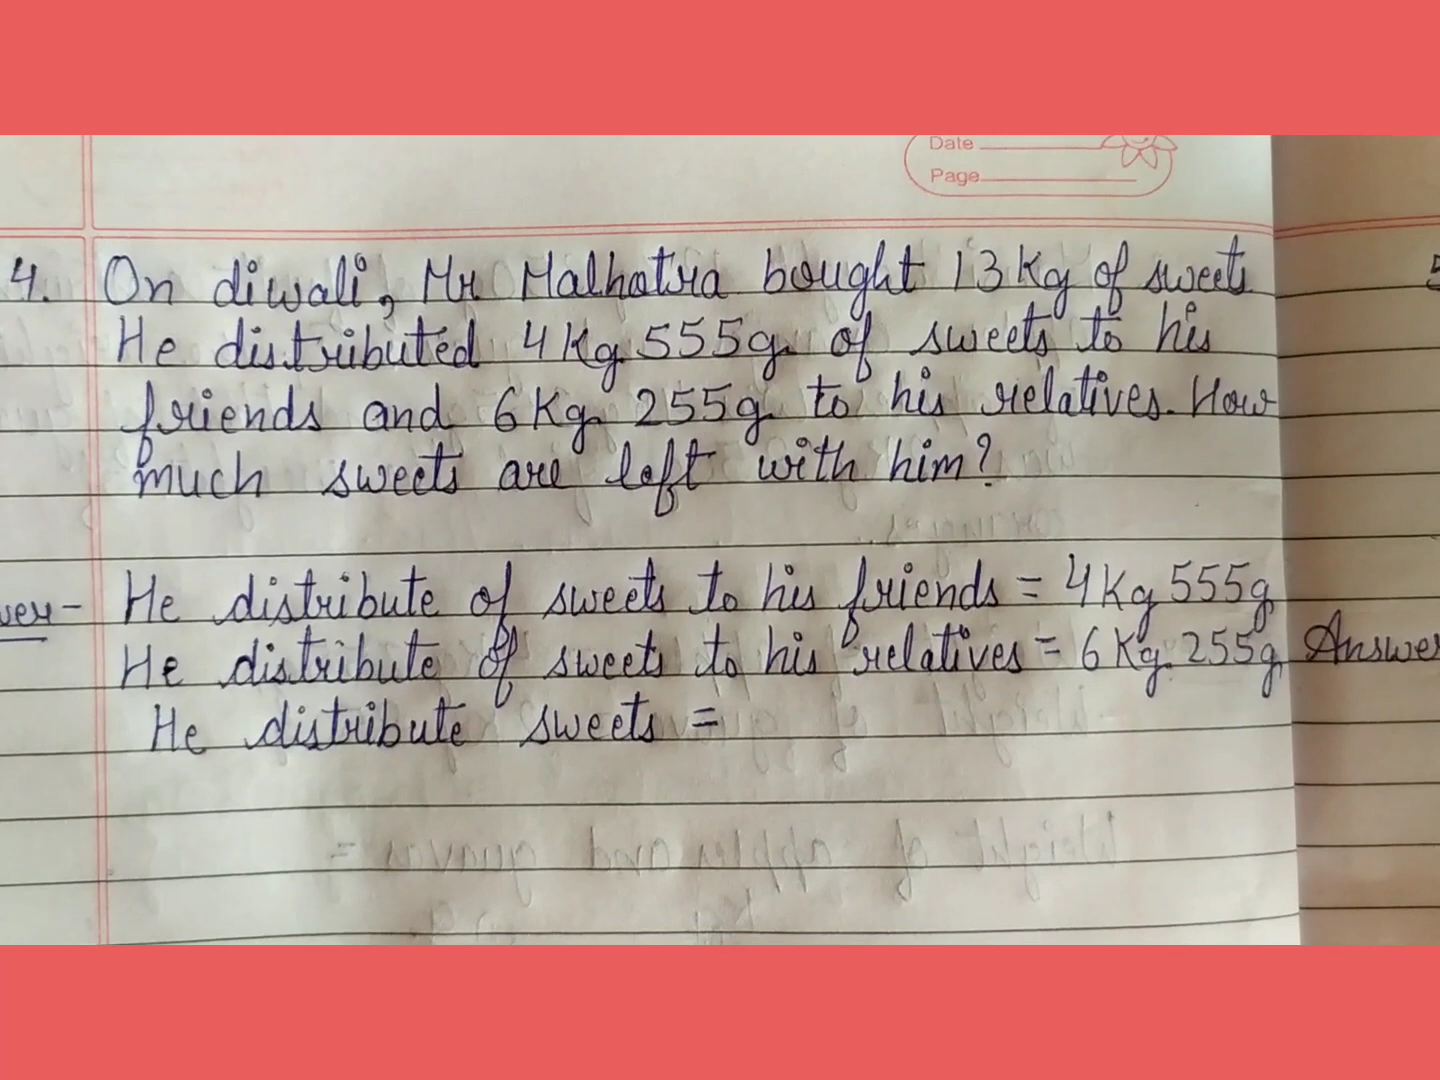 Date
Page
4. On diwali, Mr Malhotra bought 13 Kg of sweets
He distributed 4 Kg. 555g. of sweets to his
friends and 6 Kg. 255g. to his relatives. How
much sweets are left with him?
He distribute of sweets to his friends = 4 Kg 555g
He distribute of sweets to his relatives = 6 Kg. 255g
He distribute sweets =